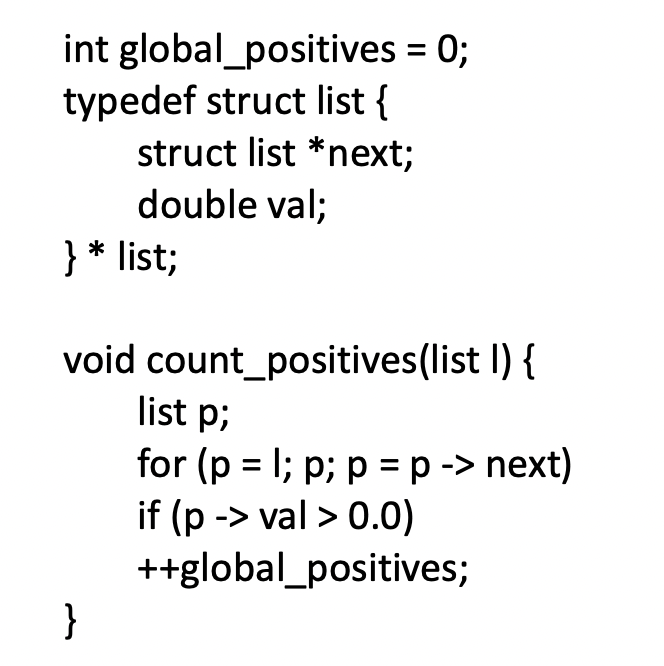 int global_positives = 0;
typedef struct list {
struct list *next;
double val;
} * list;
void count_positives(list l) {
list p;
for (p = l; p; p = p -> next)
if (p -> val > 0.0)
++global_positives;
}